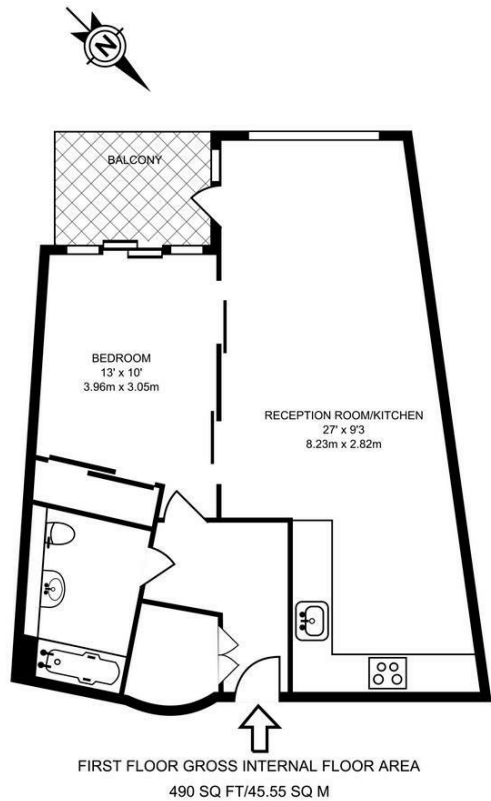 N
BALCONY
BEDROOM
13' x 10'
3.96m x 3.05m
RECEPTION ROOM/KITCHEN
27' x 9'3
8.23m x 2.82m
FIRST FLOOR GROSS INTERNAL FLOOR AREA
490 SQ FT/45.55 SQ M